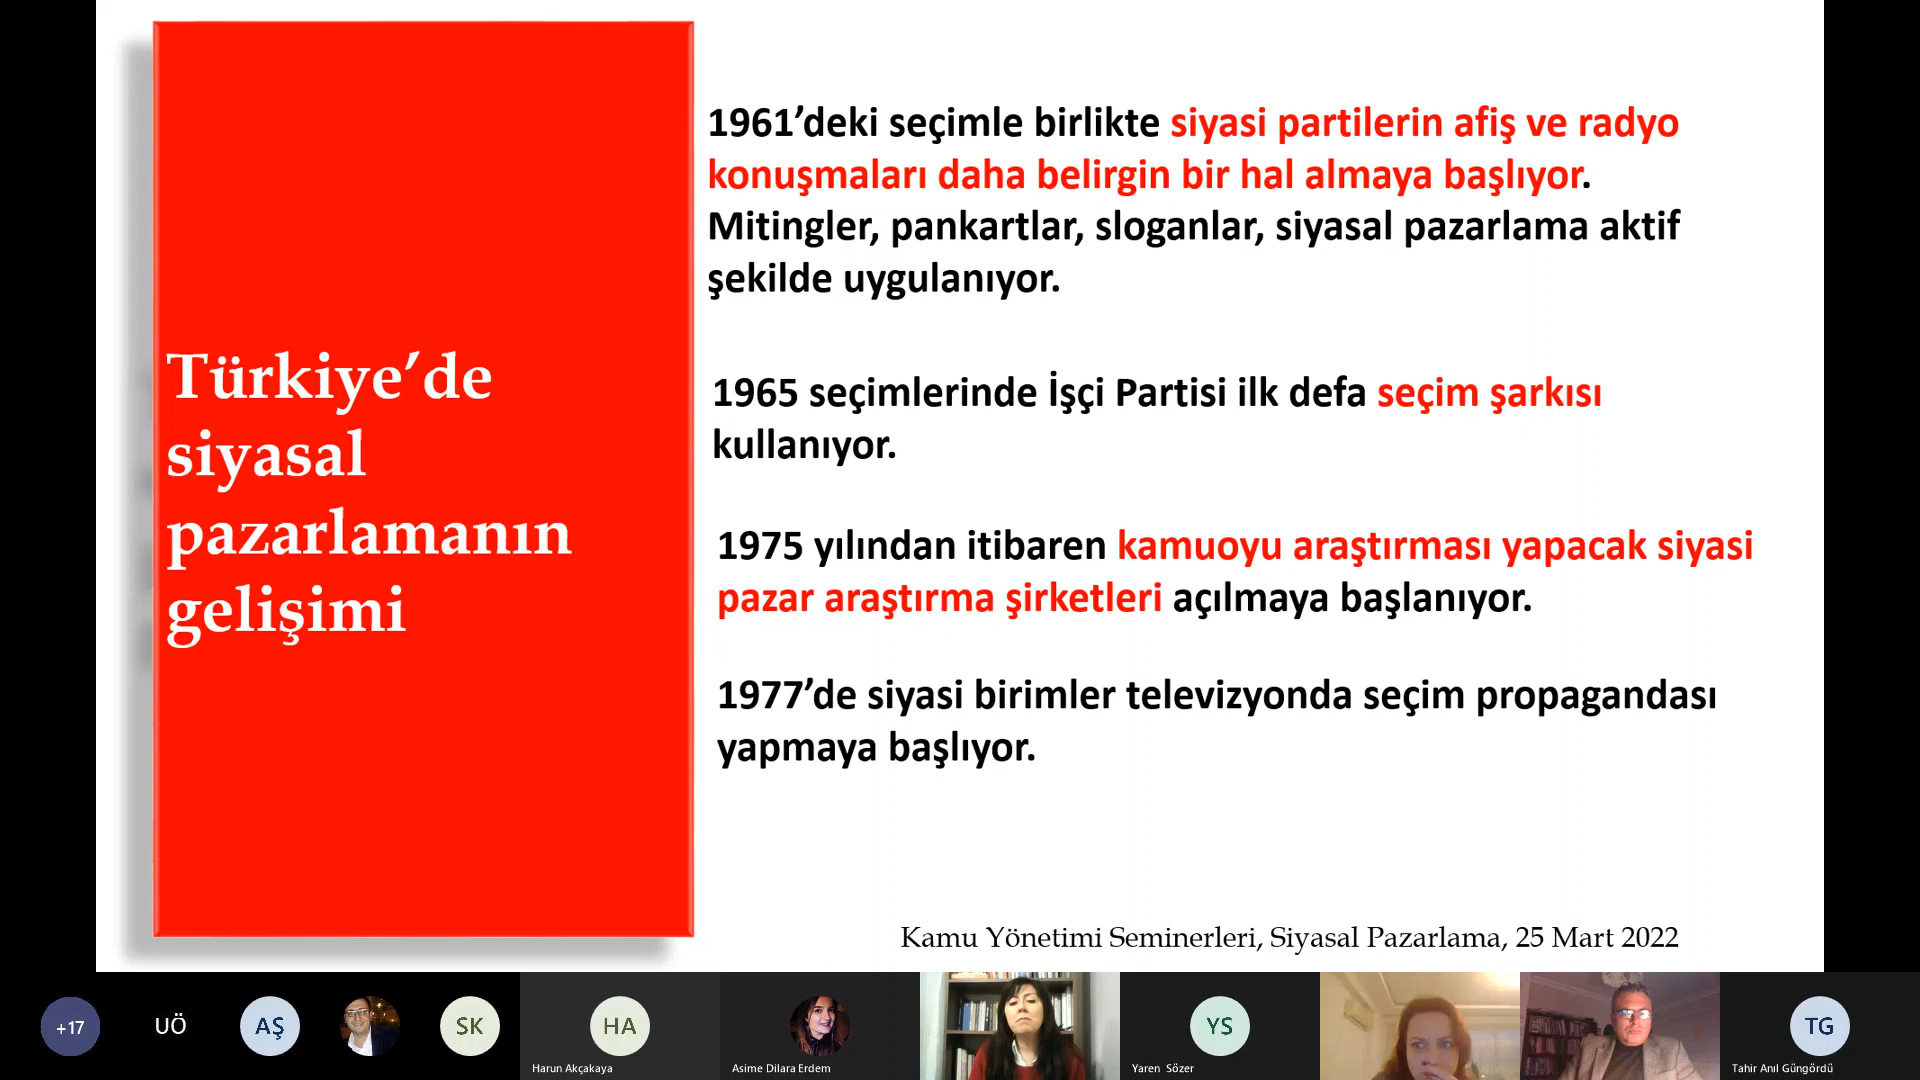 Türkiye’de
siyasal
pazarlamanın
gelişimi
1961’deki seçimle birlikte siyasi partilerin afiş ve radyo
konuşmaları daha belirgin bir hal almaya başlıyor.
Mitingler, pankartlar, sloganlar, siyasal pazarlama aktif
şekilde uygulanıyor.
1965 seçimlerinde İşçi Partisi ilk defa seçim şarkısı
kullanıyor.
1975 yılından itibaren kamuoyu araştırması yapacak siyasi
pazar araştırma şirketleri açılmaya başlanıyor.
1977’de siyasi birimler televizyonda seçim propagandası
yapmaya başlıyor.
Kamu Yönetimi Seminerleri, Siyasal Pazarlama, 25 Mart 2022
+17
UÖ
AŞ
SK
HA
Harun Akçakaya
Asime Dilara Erdem
YS
Yaren Sözer
TG
Tahir Anıl Güngördü